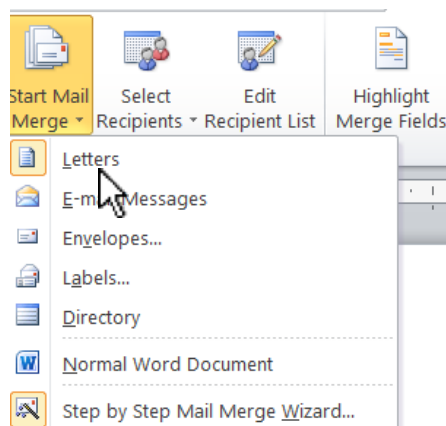 Start Mail Select Edit Highlight
Merge Recipients Recipient List Merge Fields
Letters
E-mail Messages
Envelopes...
Labels...
Directory
Normal Word Document
Step by Step Mail Merge Wizard...